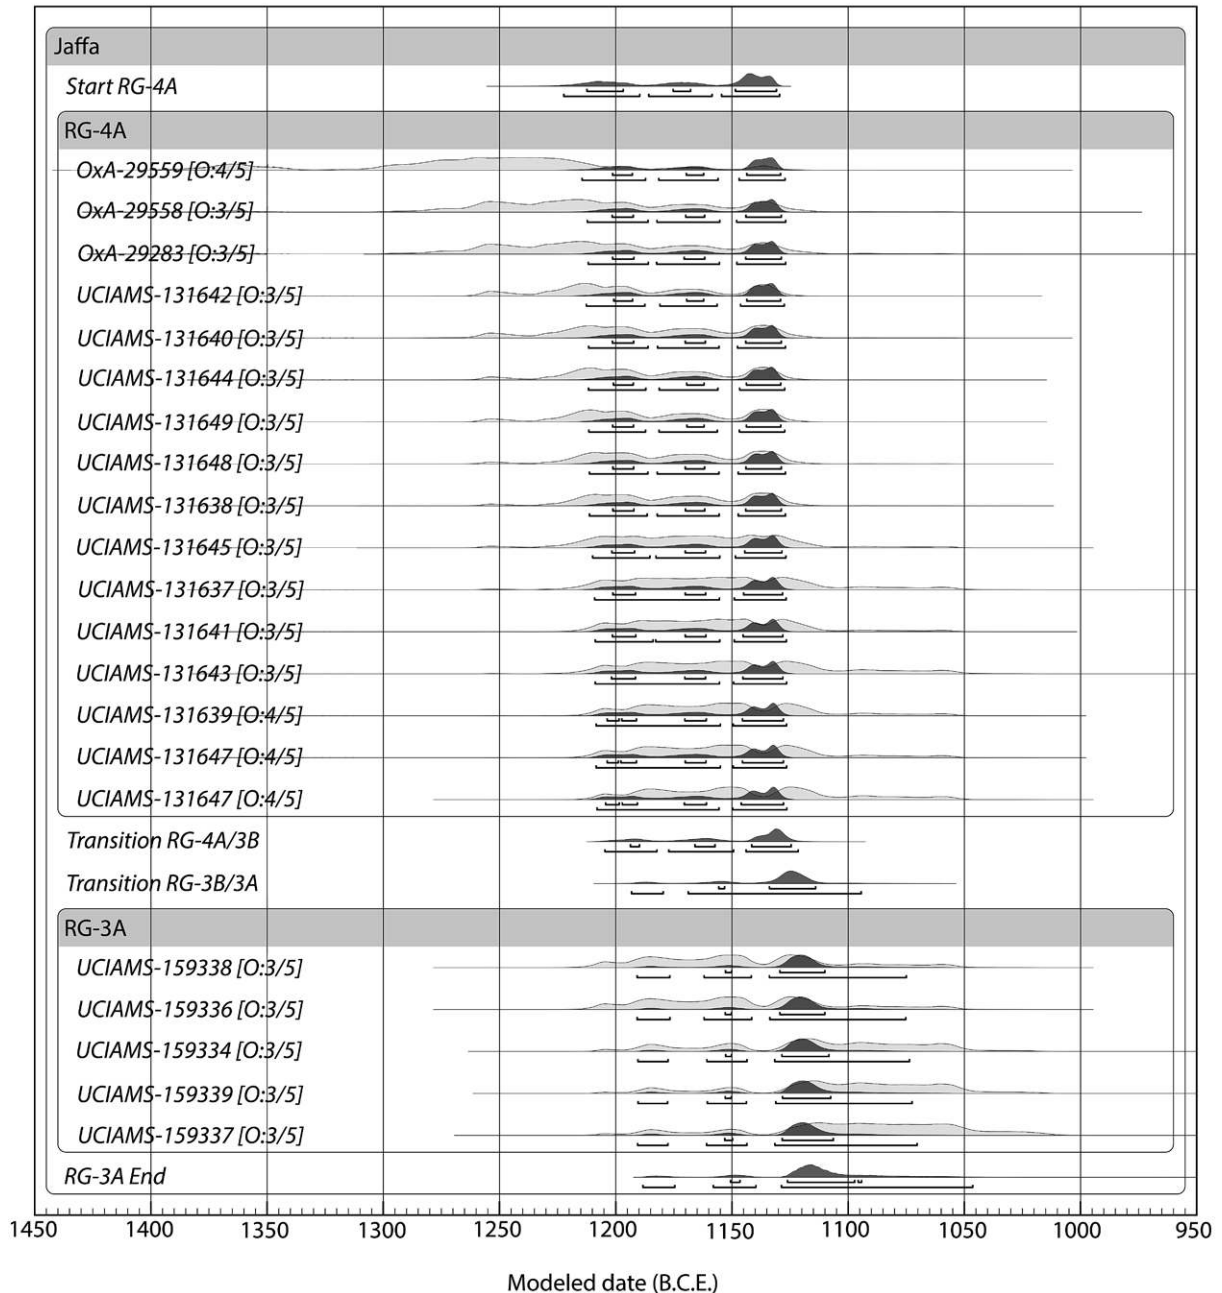 Jaffa
Start RG-4A
RG-4A
OxA-29559 [O:4/5]
OxA-29558 [O:3/5]
OxA-29283 [O:3/5]
UCIAMS-131642 [O:3/5]
UCIAMS-131640 [O:3/5]
UCIAMS-131644 [O:3/5]
UCIAMS-131649 [O:3/5]
UCIAMS-131648 [O:3/5]
UCIAMS-131638 [O:3/5]
UCIAMS-131645 [O:3/5]
UCIAMS-131637 [O:3/5]
UCIAMS-131641 [O:3/5]
UCIAMS-131643 [O:3/5]
UCIAMS-131639 [O:4/5]
UCIAMS-131647 [O:4/5]
UCIAMS-131647 [O:4/5]
Transition RG-4A/3B
Transition RG-3B/3A
RG-3A
UCIAMS-159338 [O:3/5]
UCIAMS-159336 [O:3/5]
UCIAMS-159334 [O:3/5]
UCIAMS-159339 [O:3/5]
UCIAMS-159337 [O:3/5]
RG-3A End
1450 1400 1350 1300 1250 1200 1150 1100 1050 1000 950
Modeled date (B.C.E.)